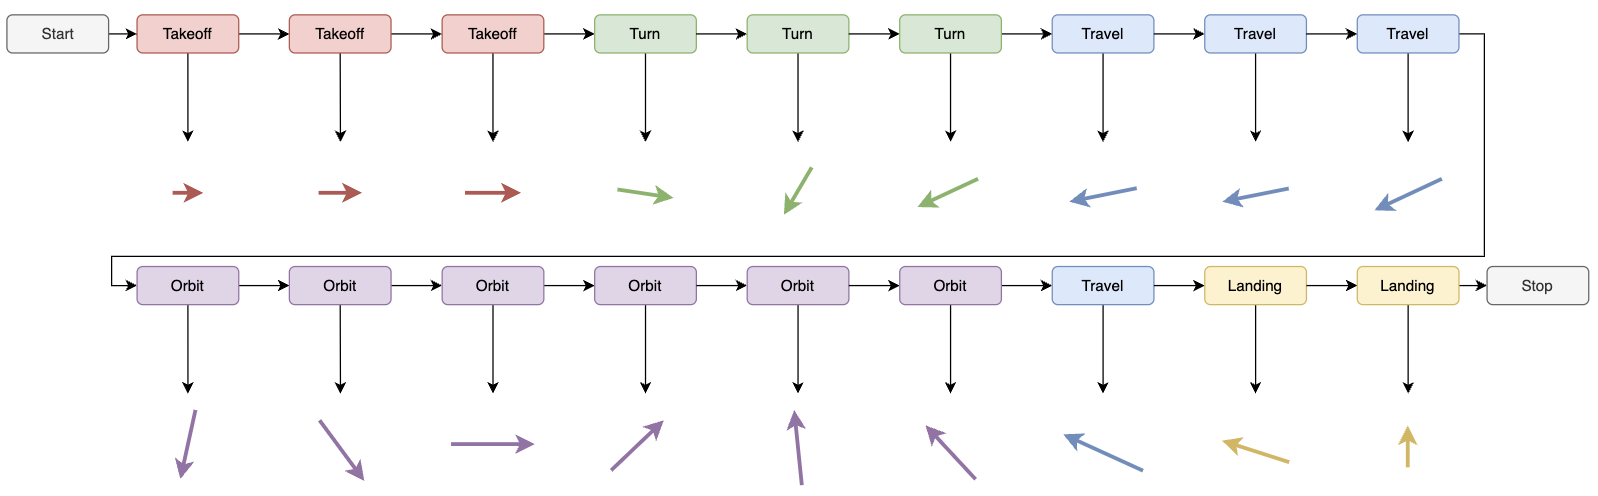 Start
Takeoff
Takeoff
Takeoff
Turn
Turn
Turn
Travel
Travel
Travel
Orbit
Orbit
Orbit
Orbit
Orbit
Orbit
Travel
Landing
Landing
Stop